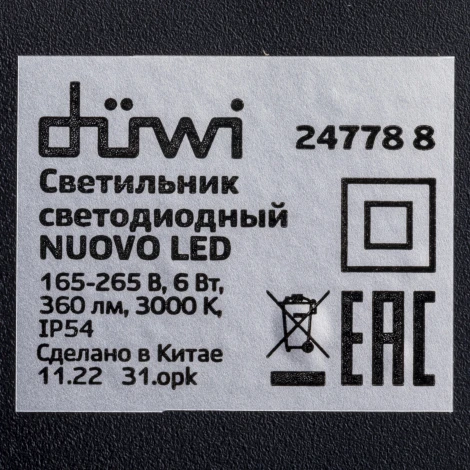 düwi 24778 8
Светильник
светодиодный
NUOVO LED
165-265 В, 6 Вт,
360 лм, 3000 К,
IP54
Сделано в Китае
11.22 31.opk
EAC